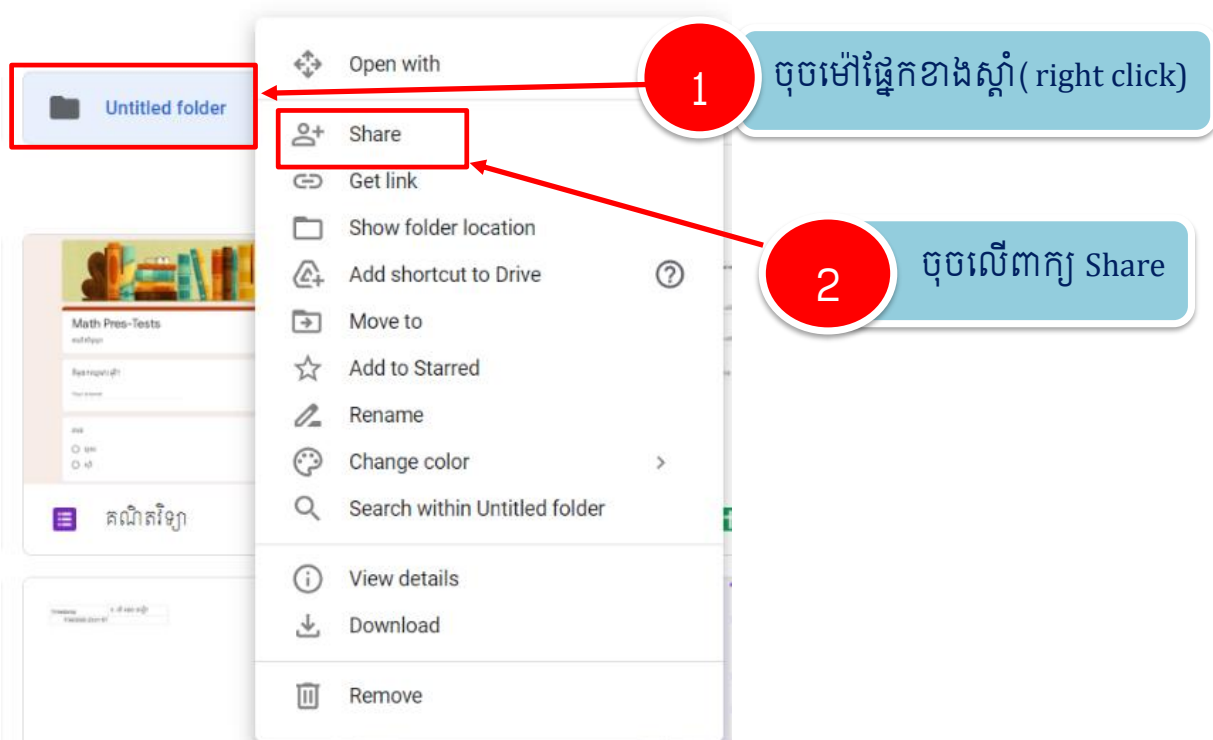 Open with
1
ចុចម៉ៅផ្នែកខាងស្តាំ( right click)
Untitled folder
Share
Get link
Show folder location
2
ចុចលើពាក្យ Share
Add shortcut to Drive
Move to
Math Pres-Tests
Add to Starred
Rename
Change color
Search within Untitled folder
គណិតវិទ្យា
View details
Download
Remove